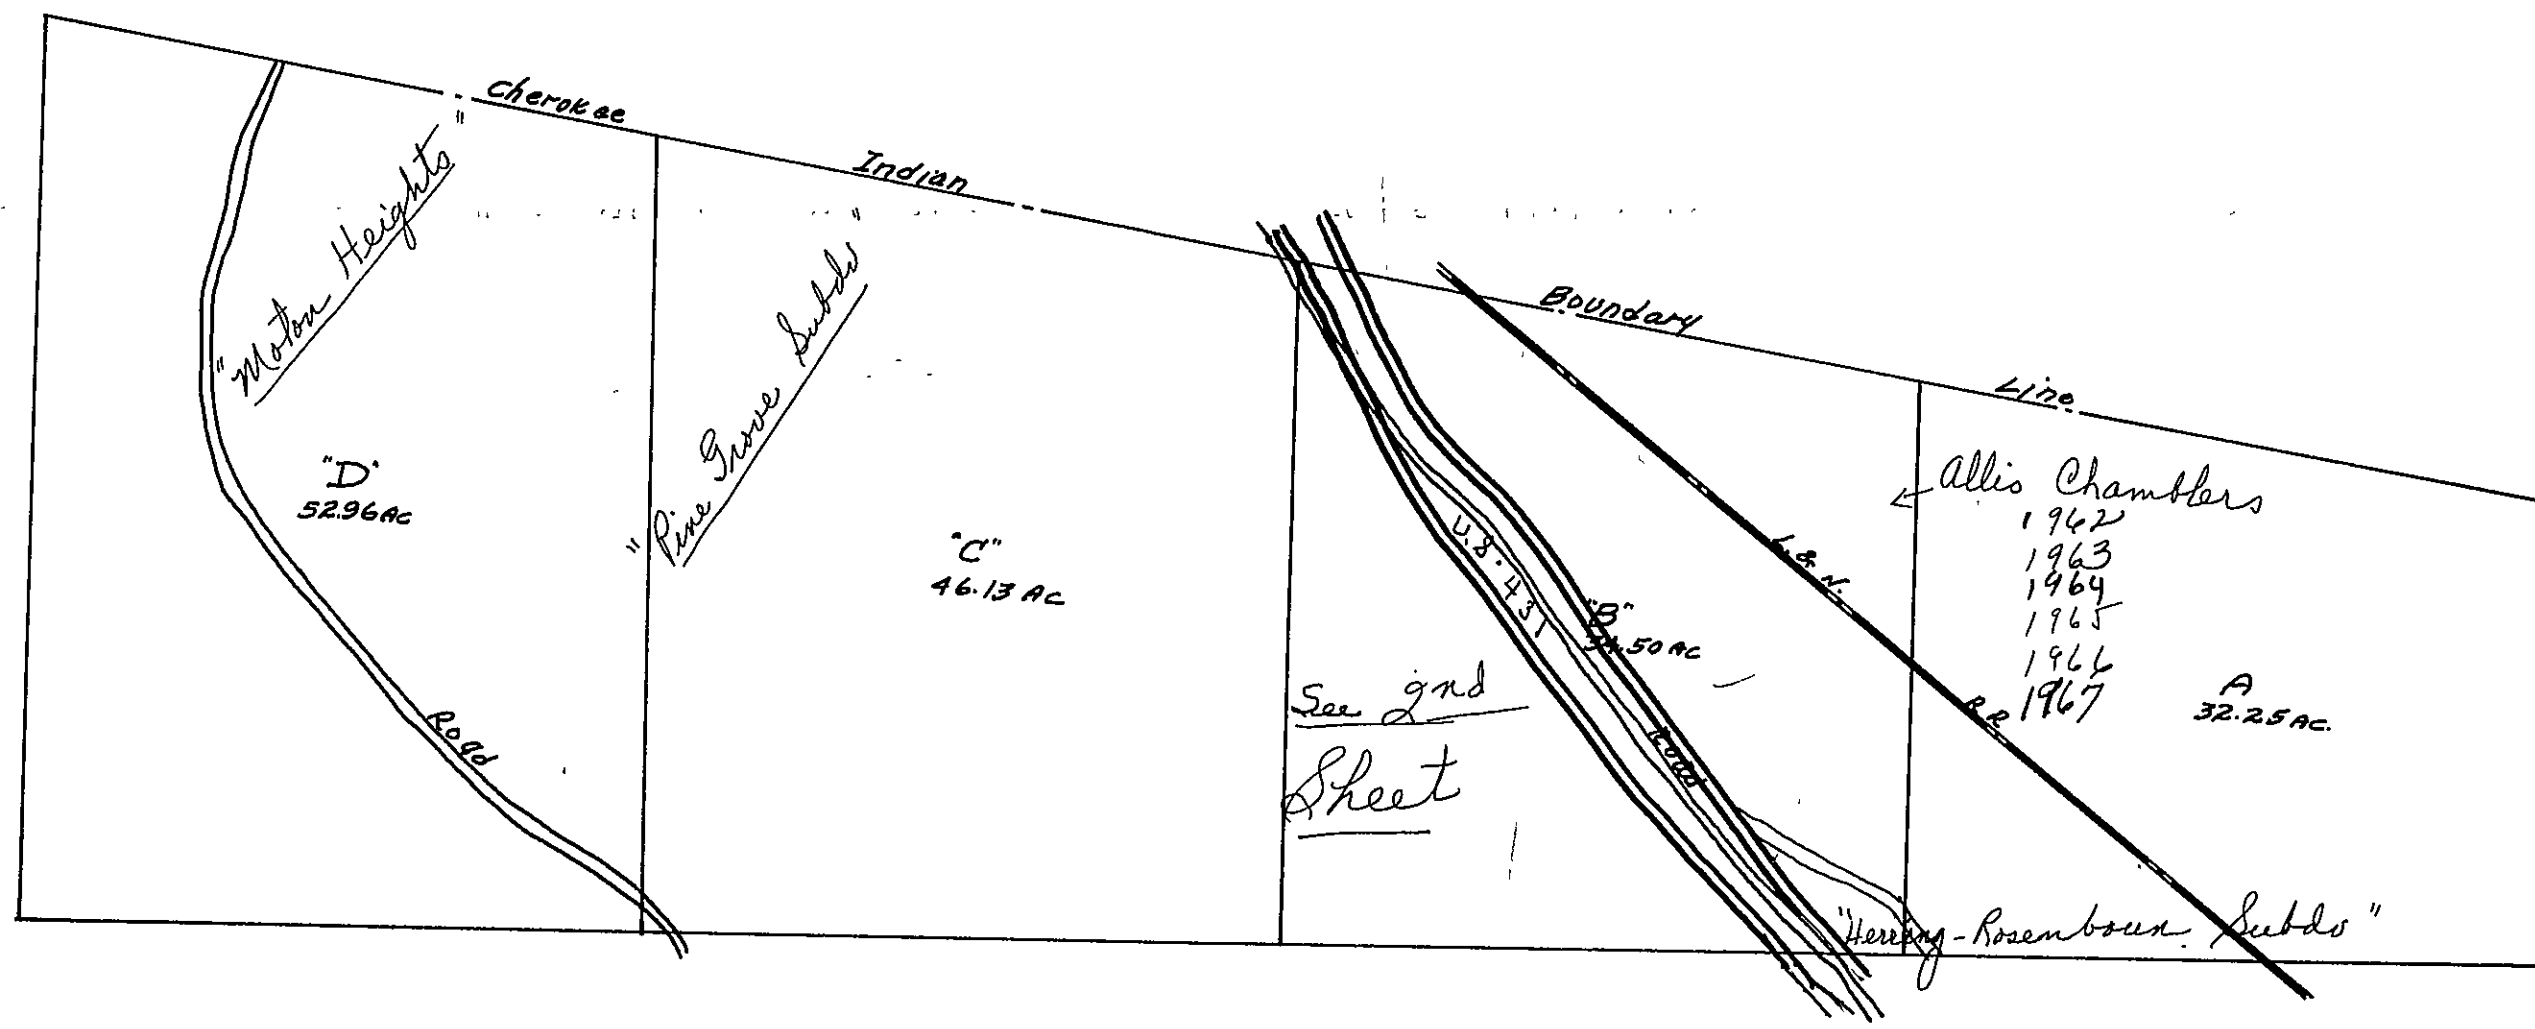 Cherokee Indian Boundary Line
"Moton Heights"
"Pine Grove Subdv"
"D"
52.96 AC
"C"
46.13 AC
Road
See 2nd
Sheet
U.S. 431
Road
"B"
.50 AC
L. & N.
R.R.
Allis Chamblers
1962
1963
1964
1965
1966
1967
A
32.25 AC.
"Herring-Rosenboun Subdv"